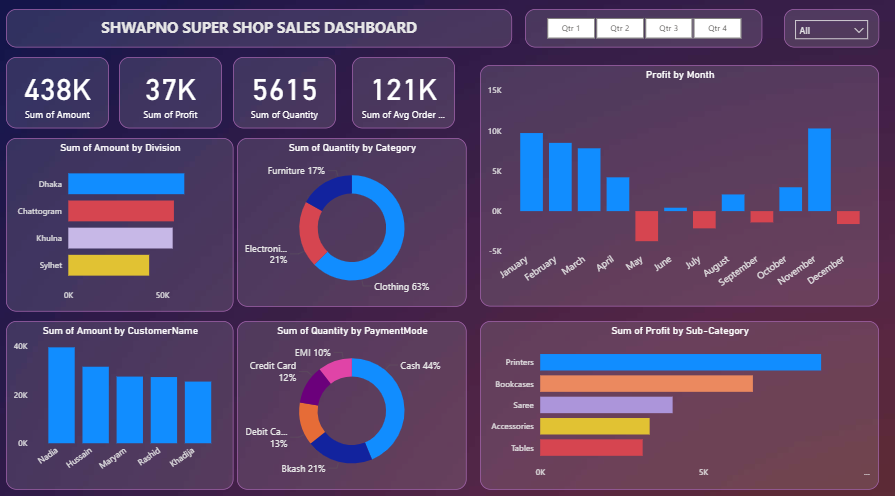 SHWAPNO SUPER SHOP SALES DASHBOARD
Qtr 1 Qtr 2 Qtr 3 Qtr 4
All
438K
Sum of Amount
37K
Sum of Profit
5615
Sum of Quantity
121K
Sum of Avg Order ...
Profit by Month
15K
10K
5K
0K
-5K
January February March April May June July August September October November December
Sum of Amount by Division
Dhaka
Chattogram
Khulna
Sylhet
0K 50K
Sum of Quantity by Category
Furniture 17%
Electroni...
21%
Clothing 63%
Sum of Amount by CustomerName
40K
20K
0K
Nadia Hussain Maryam Rashid Khadija
Sum of Quantity by PaymentMode
EMI 10%
Credit Card
12%
Cash 44%
Debit Ca...
13%
Bkash 21%
Sum of Profit by Sub-Category
Printers
Bookcases
Saree
Accessories
Tables
0K 5K ...